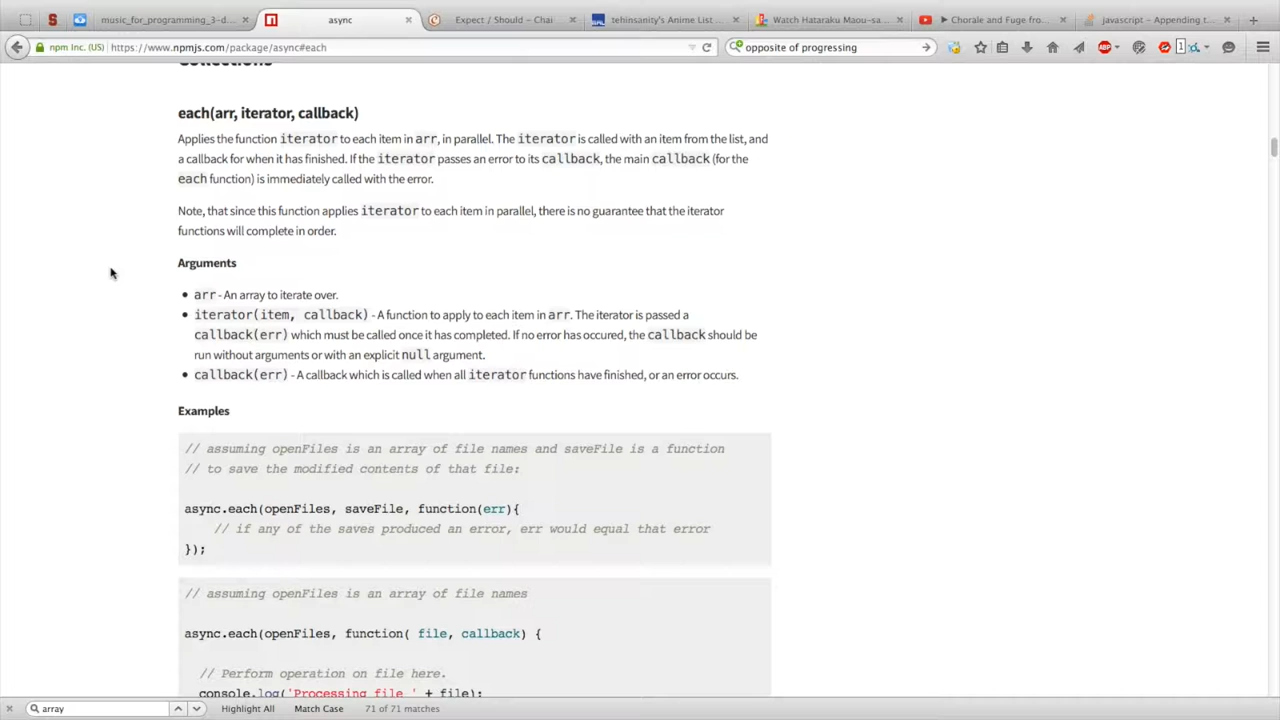 music_for_programming_3-d...
async
Expect / Should – Chai
tehinsanity's Anime List ...
Watch Hataraku Maou-sa...
Chorale and Fuge fro...
javascript – Appending t...
npm Inc. (US)
https://www.npmjs.com/package/async#each
opposite of progressing
ABP
1
Collections
each(arr, iterator, callback)
Applies the function iterator to each item in arr, in parallel. The iterator is called with an item from the list, and
a callback for when it has finished. If the iterator passes an error to its callback, the main callback (for the
each function) is immediately called with the error.
Note, that since this function applies iterator to each item in parallel, there is no guarantee that the iterator
functions will complete in order.
Arguments
arr - An array to iterate over.
iterator(item, callback) - A function to apply to each item in arr. The iterator is passed a
callback(err) which must be called once it has completed. If no error has occured, the callback should be
run without arguments or with an explicit null argument.
callback(err) - A callback which is called when all iterator functions have finished, or an error occurs.
Examples
// assuming openFiles is an array of file names and saveFile is a function
// to save the modified contents of that file:
async.each(openFiles, saveFile, function(err){
// if any of the saves produced an error, err would equal that error
});
// assuming openFiles is an array of file names
async.each(openFiles, function( file, callback) {
// Perform operation on file here.
console.log('Processing file ' + file);
array
Highlight All
Match Case
71 of 71 matches